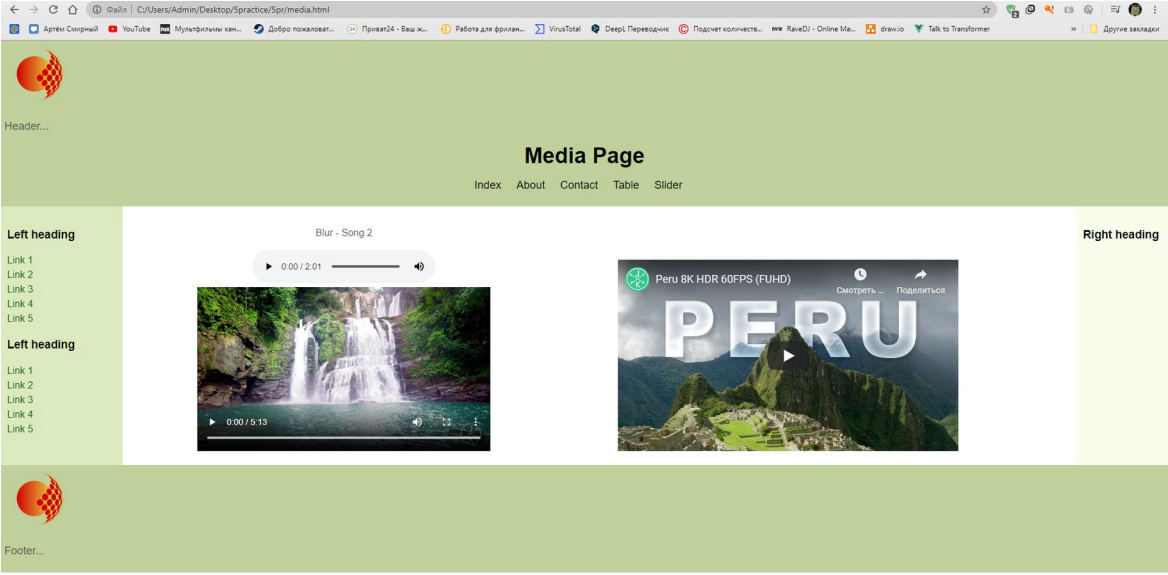 Файл | C:/Users/Admin/Desktop/5practice/5pr/media.html
Артём Смирный YouTube Мультфильмы кан... Добро пожаловат... Приват24 - Ваш ж... Работа для фрилан... VirusTotal DeepL Переводчик Подсчет количеств... RaveDJ - Online Ma... draw.io Talk to Transformer » Другие закладки
Header...
Media Page
Index About Contact Table Slider
Left heading
Link 1
Link 2
Link 3
Link 4
Link 5
Left heading
Link 1
Link 2
Link 3
Link 4
Link 5
Blur - Song 2
0:00 / 2:01
0:00 / 5:13
Peru 8K HDR 60FPS (FUHD)
Смотреть ... Поделиться
PERU
Right heading
Footer...